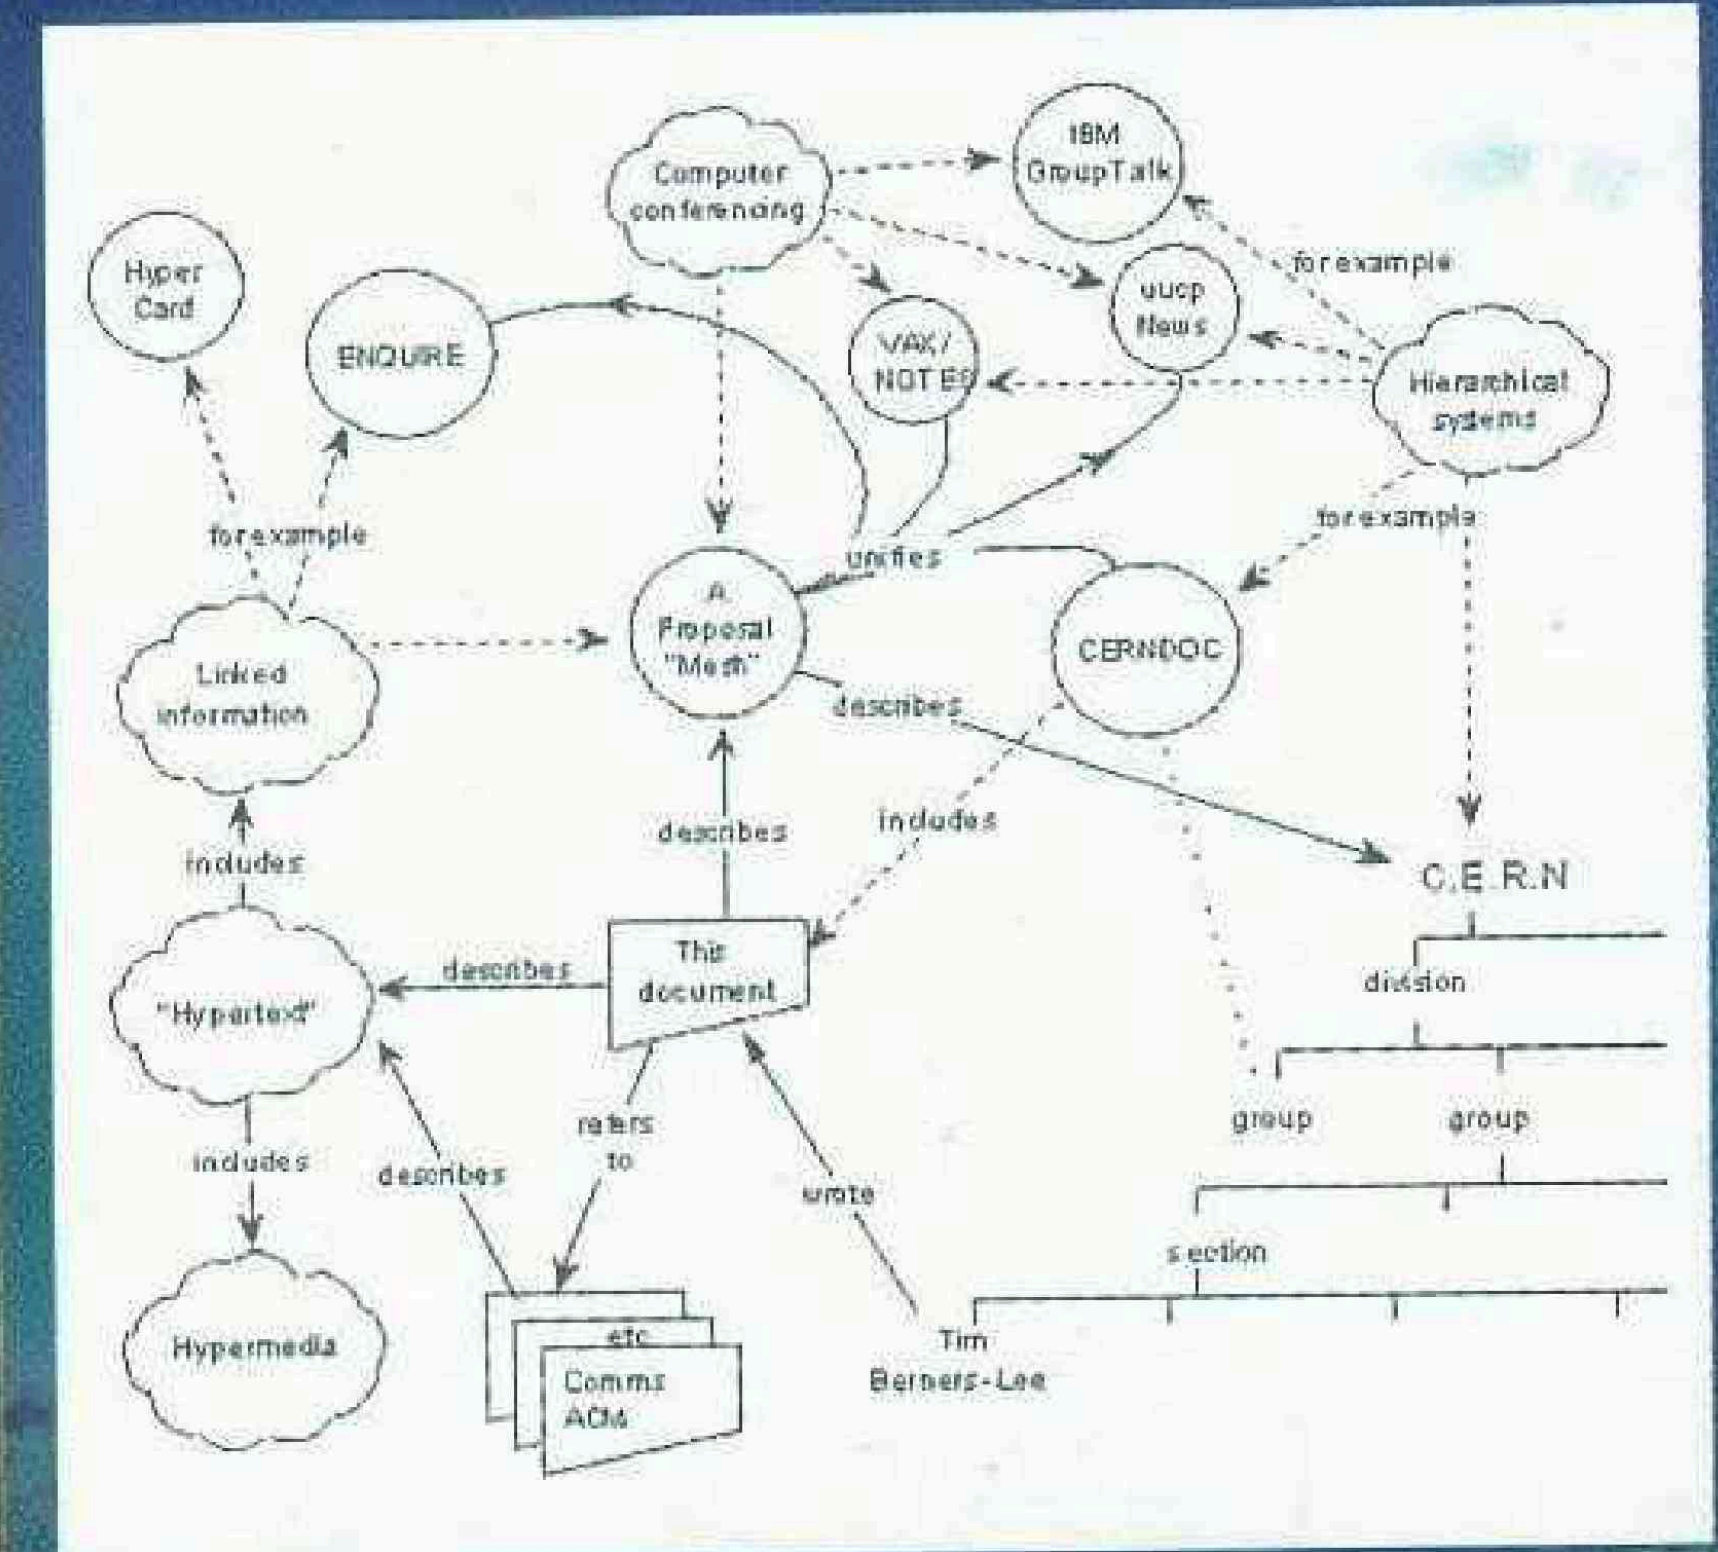 IBM
GroupTalk
Computer
conferencing
for example
Hyper
Card
uucp
News
ENQUIRE
VAX/
NOTES
Hierarchical
systems
for example
for example
unifies
A
Proposal
"Mesh"
CERNDOC
Linked
information
describes
includes
describes
includes
C.E.R.N
This
document
describes
division
"Hypertext"
group
group
refers
to
includes
describes
wrote
section
etc
Tim
Berners-Lee
Hypermedia
Comms
ACM